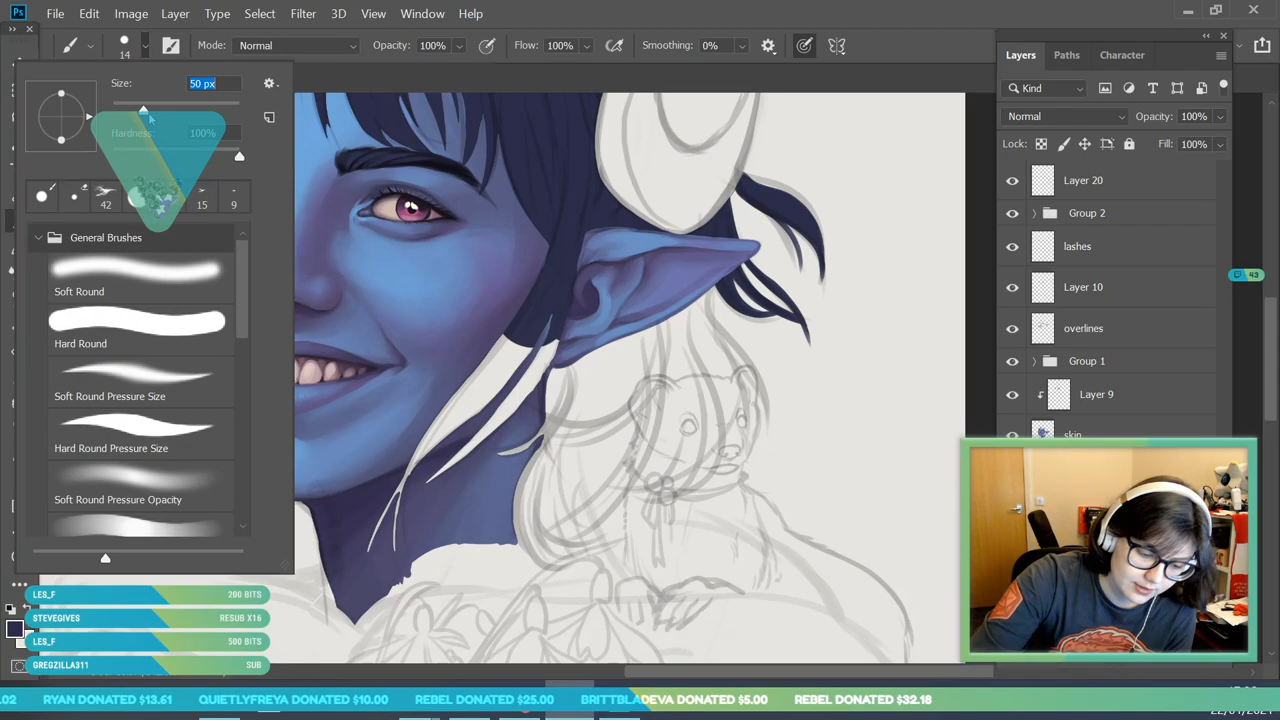 Ps File Edit Image Layer Type Select Filter 3D View Window Help
14 Mode: Normal Opacity: 100% Flow: 100% Smoothing: 0%
Size: 50 px
Hardness: 100%
42 15 9
General Brushes
Soft Round
Hard Round
Soft Round Pressure Size
Hard Round Pressure Size
Soft Round Pressure Opacity
Layers Paths Character
Kind
Normal Opacity: 100%
Lock: Fill: 100%
Layer 20
Group 2
lashes
Layer 10
overlines
Group 1
Layer 9
skin
43
LES_F 200 BITS
STEVEGIVES RESUB X16
LES_F 500 BITS
GREGZILLA311 SUB
.02 RYAN DONATED $13.61 QUIETLYFREYA DONATED $10.00 REBEL DONATED $25.00 BRITTBLADEVA DONATED $5.00 REBEL DONATED $32.18